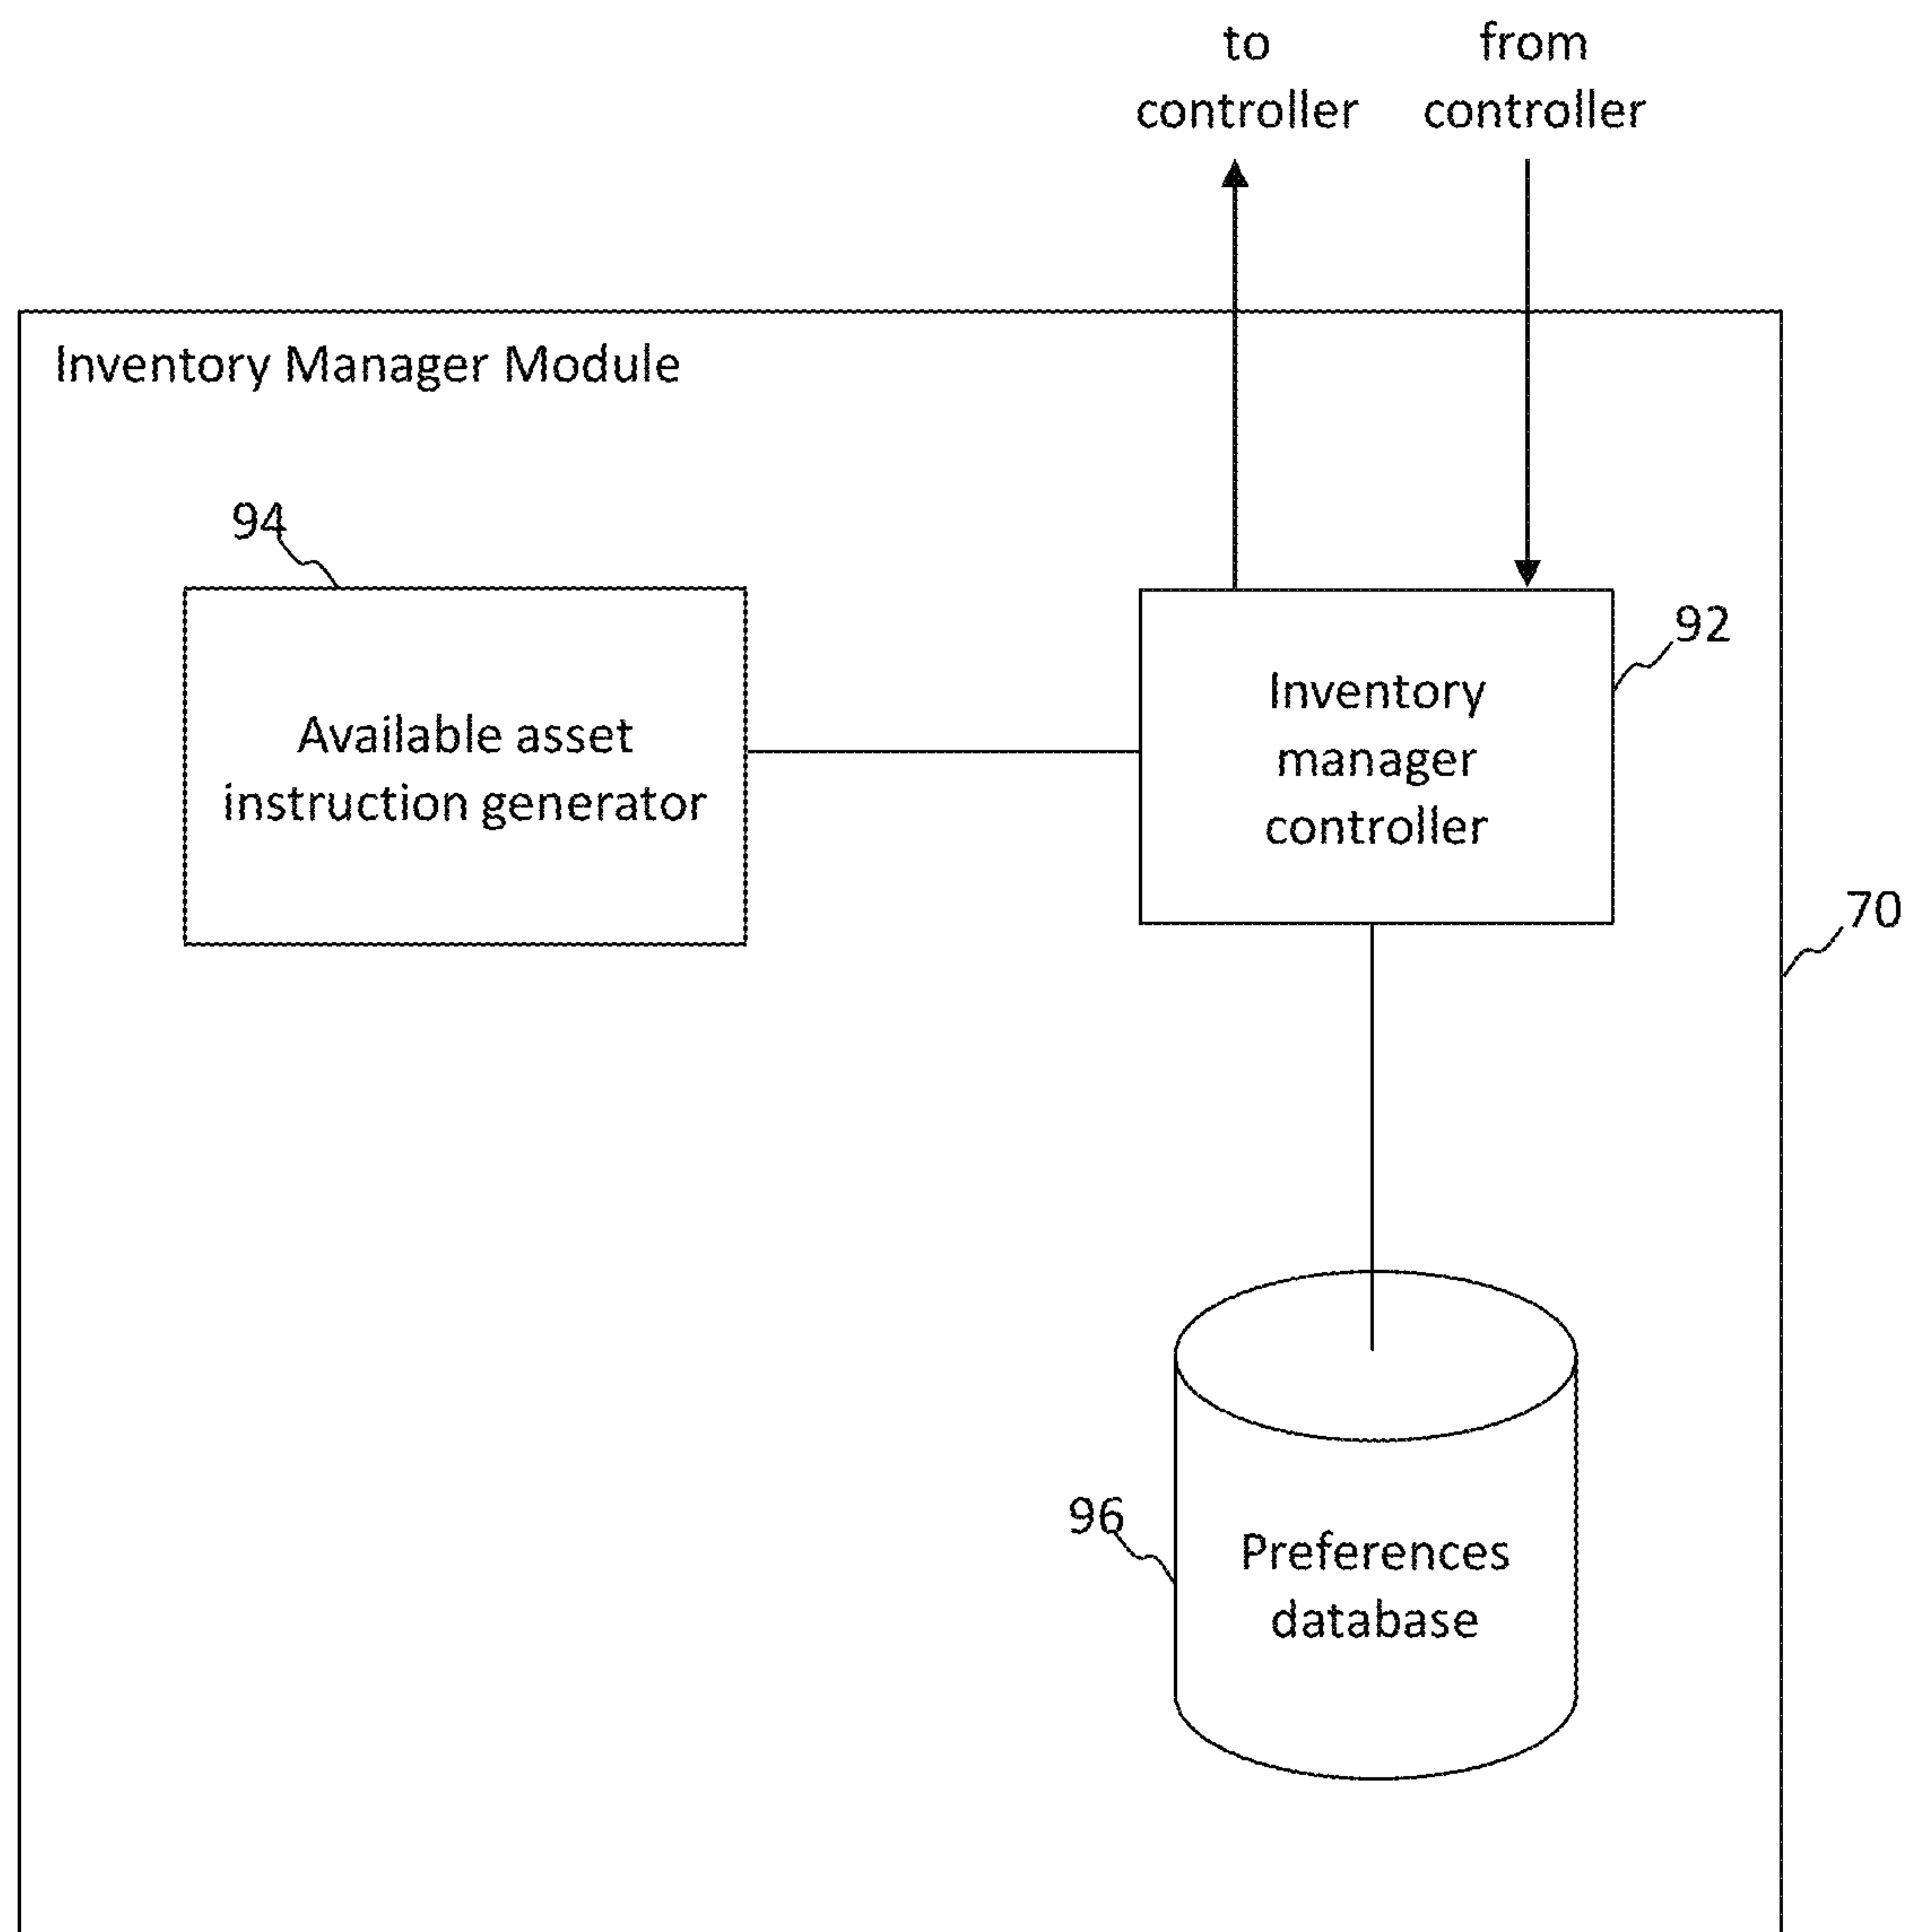 to
controller
from
controller
Inventory Manager Module
94
92
Available asset
instruction generator
Inventory
manager
controller
70
96
Preferences
database